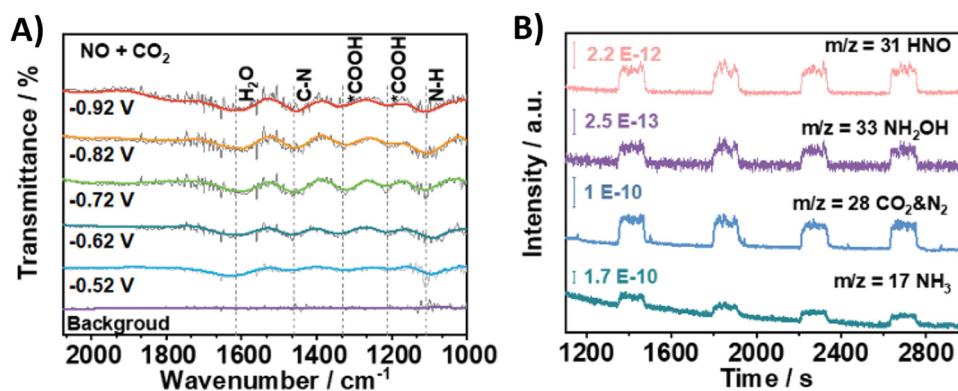 A)
NO + CO₂
-0.92 V
-0.82 V
-0.72 V
-0.62 V
-0.52 V
Backgroud
H₂O
C-N
*COOH
*COOH
N-H
Transmittance / %
2000 1600 1400 1200 1000
Wavenumber / cm⁻¹
B)
2.2 E-12
m/z = 31 HNO
2.5 E-13
m/z = 33 NH₂OH
1 E-10
m/z = 28 CO₂&N₂
1.7 E-10
m/z = 17 NH₃
Intensity / a.u.
1200 1600 2000 2400 2800
Time / s